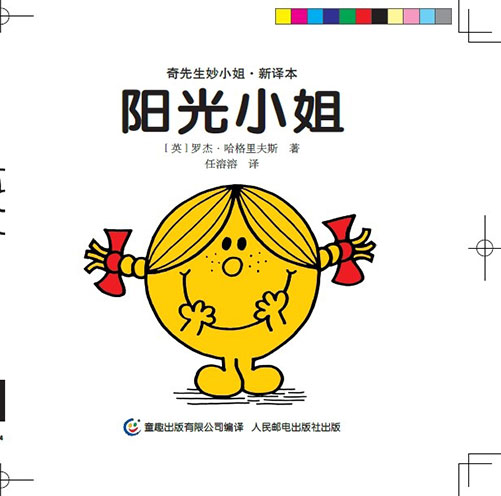 奇先生妙小姐·新译本
阳光小姐
[英]罗杰·哈格里夫斯 著
任溶溶 译
童趣出版有限公司编译 人民邮电出版社出版